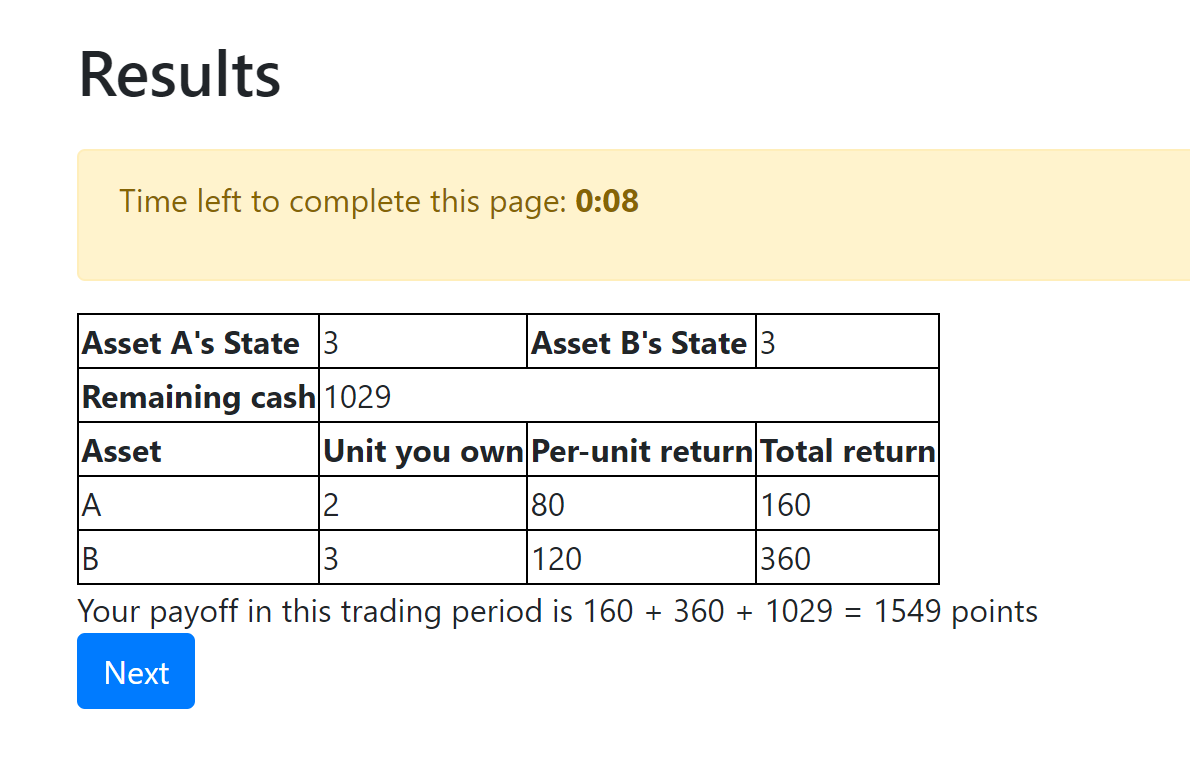 Results
Time left to complete this page: 0:08
Asset A's State 3 Asset B's State 3
Remaining cash 1029
Asset Unit you own Per-unit return Total return
A 2 80 160
B 3 120 360
Your payoff in this trading period is 160 + 360 + 1029 = 1549 points
Next